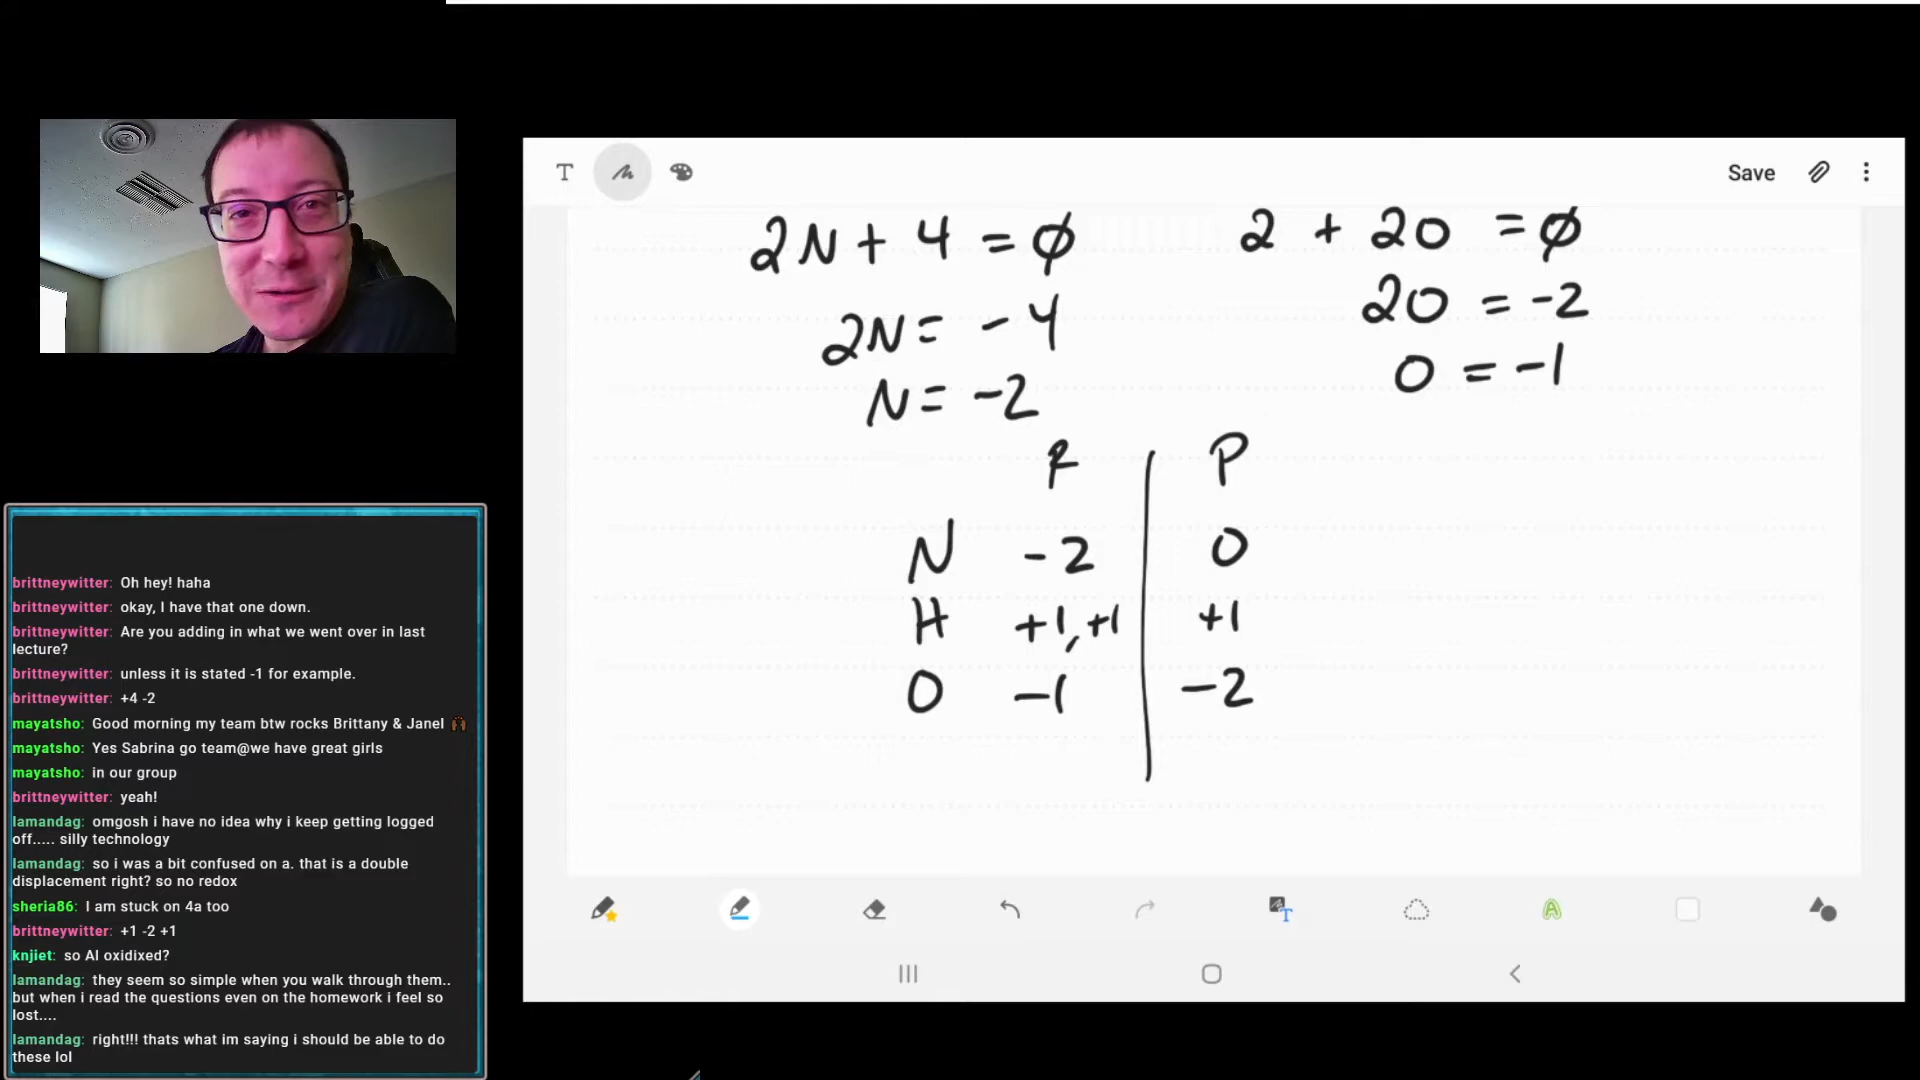 Save
2N + 4 = Ø
2N = -4
N = -2
2 + 2O = Ø
2O = -2
O = -1
R P
N -2 0
H +1, +1 +1
O -1 -2
brittneywitter: Oh hey! haha
brittneywitter: okay, I have that one down.
brittneywitter: Are you adding in what we went over in last
lecture?
brittneywitter: unless it is stated -1 for example.
brittneywitter: +4 -2
mayatsho: Good morning my team btw rocks Brittany & Janel
mayatsho: Yes Sabrina go team@we have great girls
mayatsho: in our group
brittneywitter: yeah!
lamandag: omgosh i have no idea why i keep getting logged
off..... silly technology
lamandag: so i was a bit confused on a. that is a double
displacement right? so no redox
sheria86: I am stuck on 4a too
brittneywitter: +1 -2 +1
knjiet: so Al oxidixed?
lamandag: they seem so simple when you walk through them..
but when i read the questions even on the homework i feel so
lost....
lamandag: right!!! thats what im saying i should be able to do
these lol